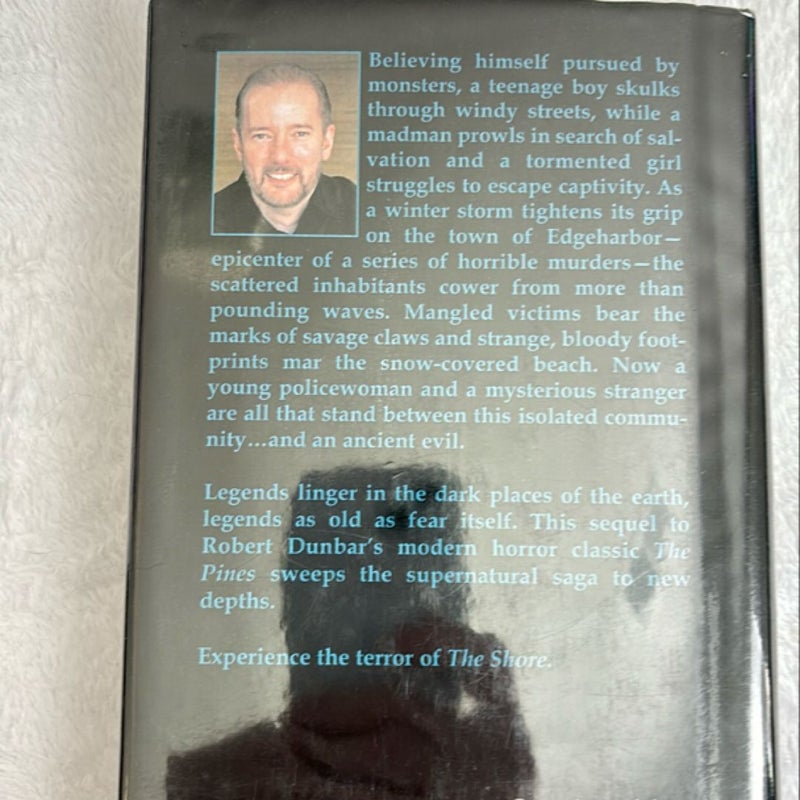 Believing himself pursued by
monsters, a teenage boy skulks
through windy streets, while a
madman prowls in search of sal-
vation and a tormented girl
struggles to escape captivity. As
a winter storm tightens its grip
on the town of Edgeharbor—
epicenter of a series of horrible murders—the
scattered inhabitants cower from more than
pounding waves. Mangled victims bear the
marks of savage claws and strange, bloody foot-
prints mar the snow-covered beach. Now a
young policewoman and a mysterious stranger
are all that stand between this isolated commu-
nity...and an ancient evil.
Legends linger in the dark places of the earth,
legends as old as fear itself. This sequel to
Robert Dunbar's modern horror classic The
Pines sweeps the supernatural saga to new
depths.
Experience the terror of The Shore.